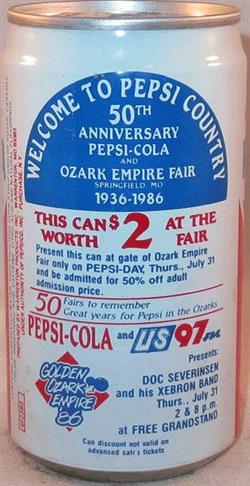 WELCOME TO PEPSI COUNTRY
50TH
ANNIVERSARY
PEPSI-COLA
AND
OZARK EMPIRE FAIR
SPRINGFIELD, MO
1936-1986
THIS CAN $2 AT THE
WORTH FAIR
Present this can at gate of Ozark Empire
Fair only on PEPSI-DAY, Thurs., July 31
and be admitted for 50% off adult
admission price.
50 Fairs to remember
Great years for Pepsi in the Ozarks
PEPSI-COLA and US 97 FM
Presents:
GOLDEN
OZARK
EMPIRE
'86
DOC SEVERINSEN
and his XEBRON BAND
Thurs., July 31
2 & 8 p.m.
at FREE GRANDSTAND
Can discount not valid on
advanced sale tickets